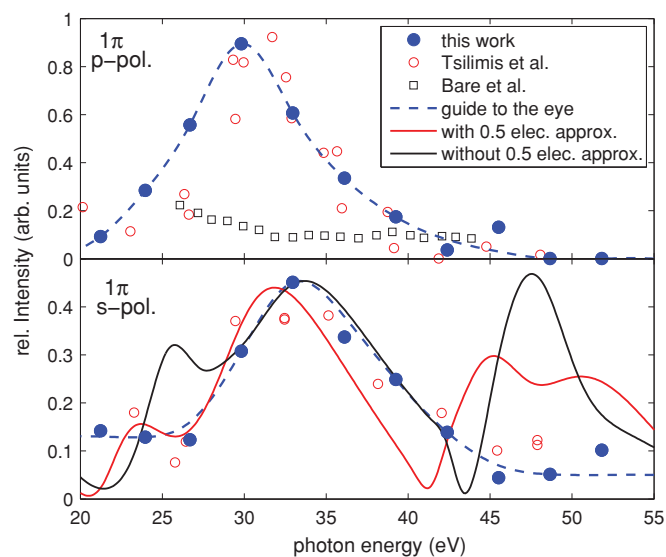 1π
p−pol.
this work
Tsilimis et al.
Bare et al.
guide to the eye
with 0.5 elec. approx.
without 0.5 elec. approx.
1
0.8
0.6
0.4
0.2
0
rel. Intensity (arb. units)
1π
s−pol.
0.4
0.3
0.2
0.1
0
20 25 30 35 40 45 50 55
photon energy (eV)